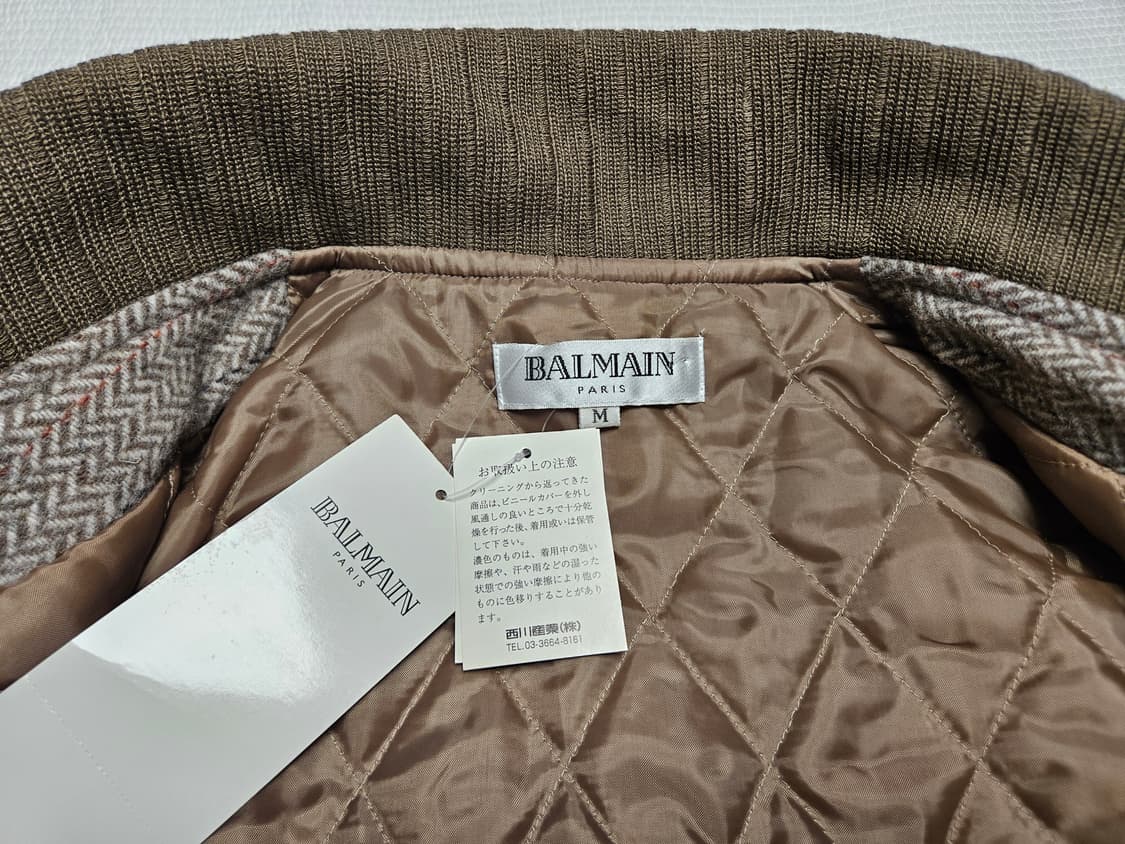 BALMAIN
PARIS
M
BALMAIN
PARIS
お取扱い上の注意
クリーニングから返ってきた
商品は、ビニールカバーを外し
風通しの良いところで十分乾
燥を行った後、着用或いは保管
して下さい。
濃色のものは、着用中の強い
摩擦や、汗や雨などの湿った
状態での強い摩擦により他の
ものに色移りすることがあり
ます。
西川産業(株)
TEL.03-3664-8161